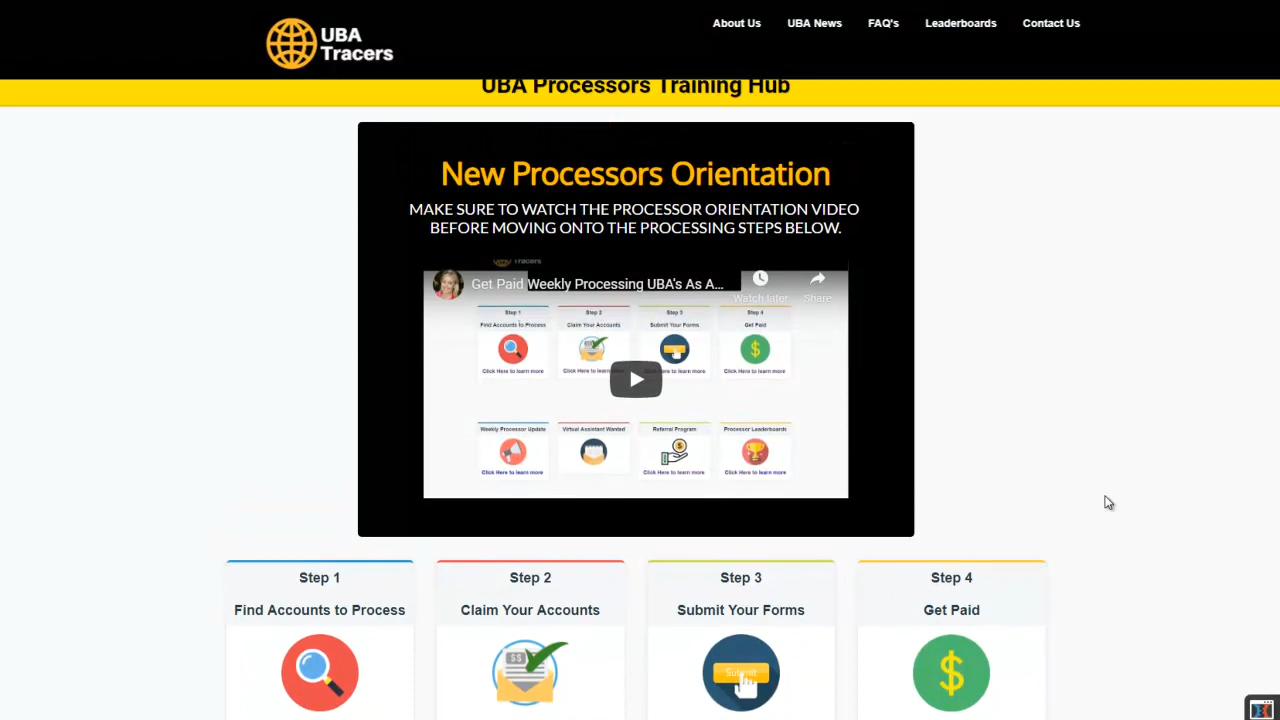 UBA
Tracers
About Us
UBA News
FAQ's
Leaderboards
Contact Us
UBA Processors Training Hub
New Processors Orientation
MAKE SURE TO WATCH THE PROCESSOR ORIENTATION VIDEO
BEFORE MOVING ONTO THE PROCESSING STEPS BELOW.
Tracers
Get Paid Weekly Processing UBA's As A...
Watch later
Share
Step 1
Step 2
Step 3
Step 4
Find Accounts to Process
Claim Your Accounts
Submit Your Forms
Get Paid
Click Here to learn more
Click Here to learn more
Weekly Processor Update
Virtual Assistant Wanted
Referral Program
Processor Leaderboards
Click Here to learn more
Click Here to learn more
Click Here to learn more
Step 1
Step 2
Step 3
Step 4
Find Accounts to Process
Claim Your Accounts
Submit Your Forms
Get Paid
$$
Submit
$